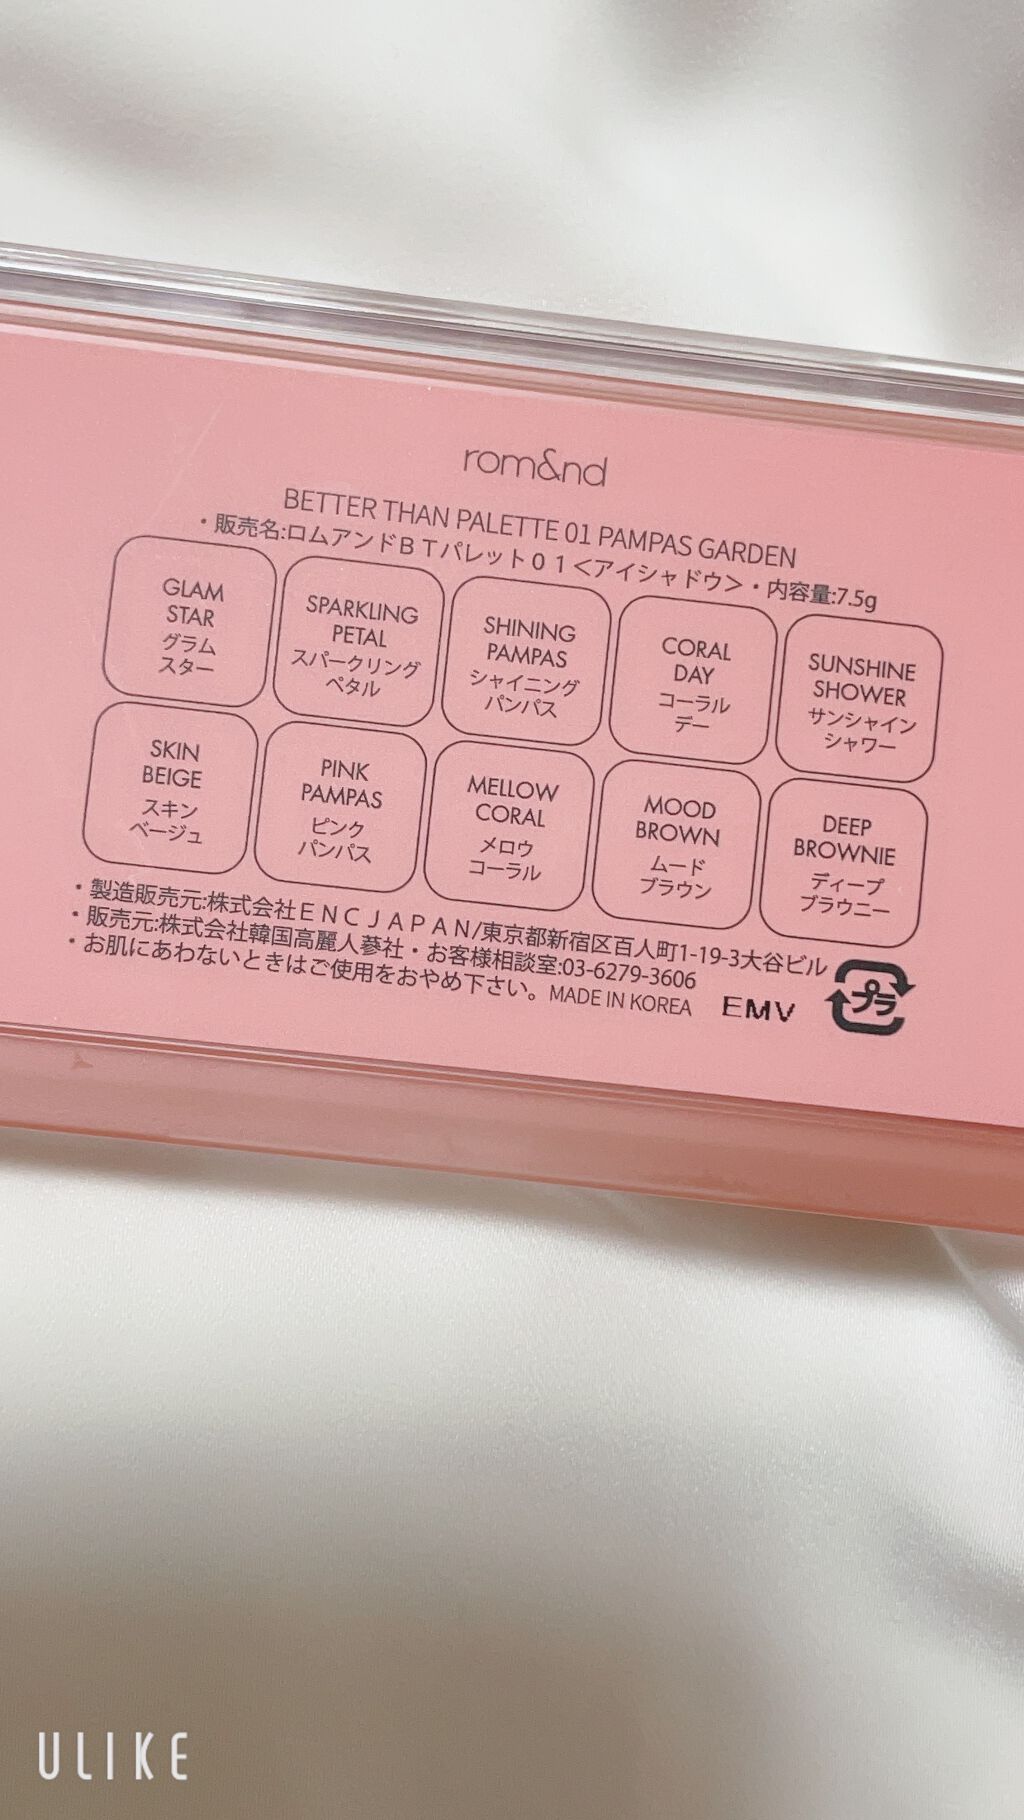 rom&nd
BETTER THAN PALETTE 01 PAMPAS GARDEN
・販売名:ロムアンドＢＴパレット０１＜アイシャドウ＞・内容量:7.5g
GLAM
STAR
グラム
スター
SPARKLING
PETAL
スパークリング
ペタル
SHINING
PAMPAS
シャイニング
パンパス
CORAL
DAY
コーラル
デー
SUNSHINE
SHOWER
サンシャイン
シャワー
SKIN
BEIGE
スキン
ベージュ
PINK
PAMPAS
ピンク
パンパス
MELLOW
CORAL
メロウ
コーラル
MOOD
BROWN
ムード
ブラウン
DEEP
BROWNIE
ディープ
ブラウニー
・製造販売元:株式会社ＥＮＣＪＡＰＡＮ/東京都新宿区百人町1-19-3大谷ビル
・販売元:株式会社韓国高麗人蔘社・お客様相談室:03-6279-3606
・お肌にあわないときはご使用をおやめ下さい。MADE IN KOREA
EMV
プラ
ULIKE